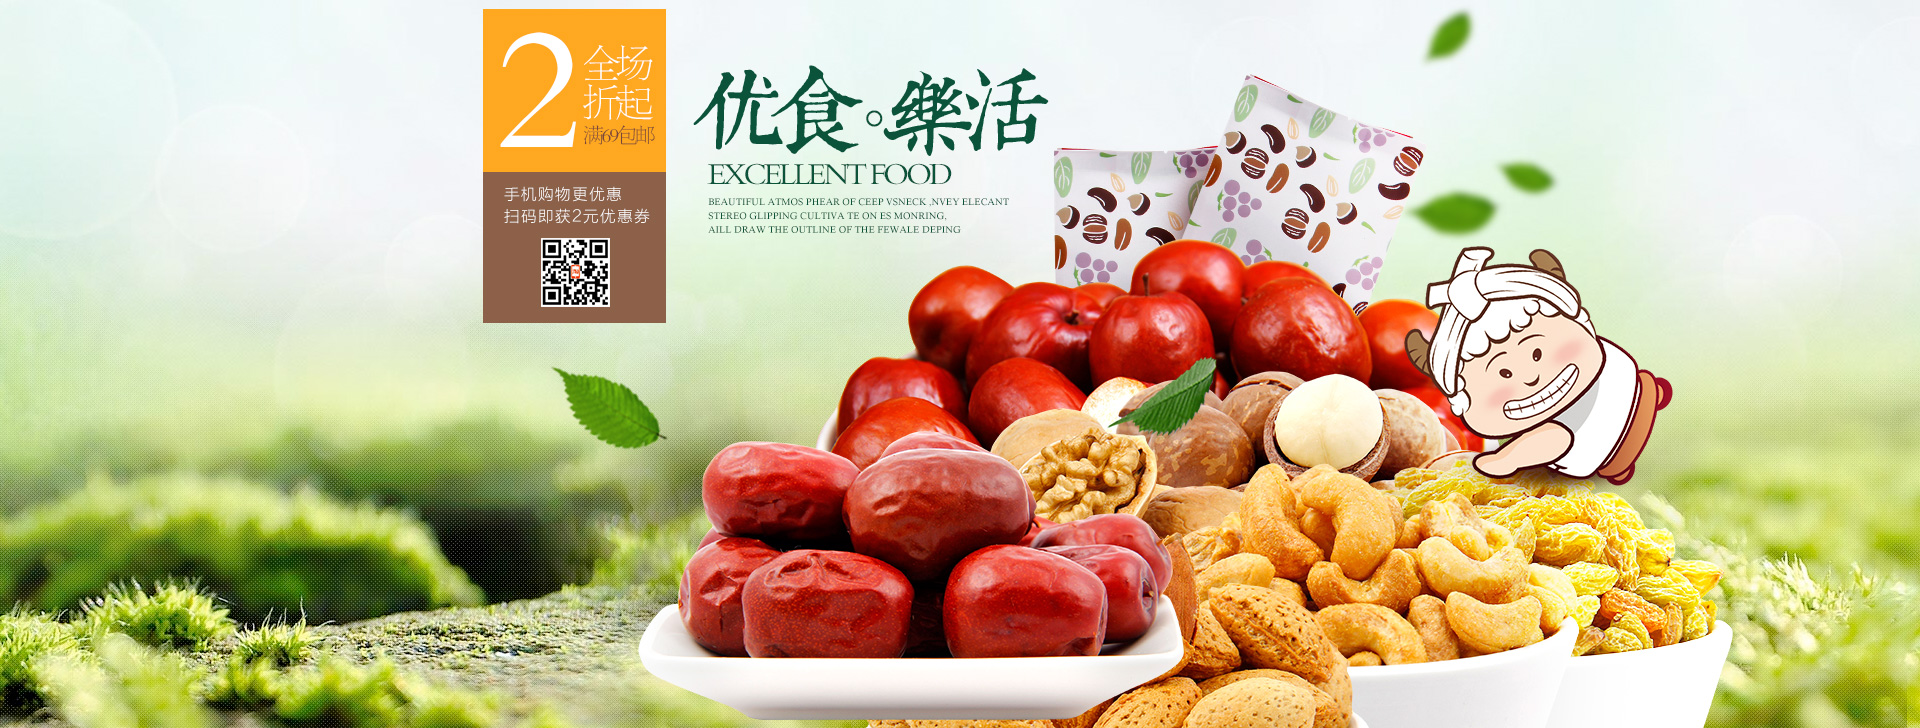 2
全场
折起
满69包邮
手机购物更优惠
扫码即获2元优惠券
优食。樂活
EXCELLENT FOOD
BEAUTIFUL ATMOS PHEAR OF CEEP VSNECK ,NVEY ELECANT
STEREO GLIPPING CULTIVA TE ON ES MONRING,
AILL DRAW THE OUTLINE OF THE FEWALE DEPING